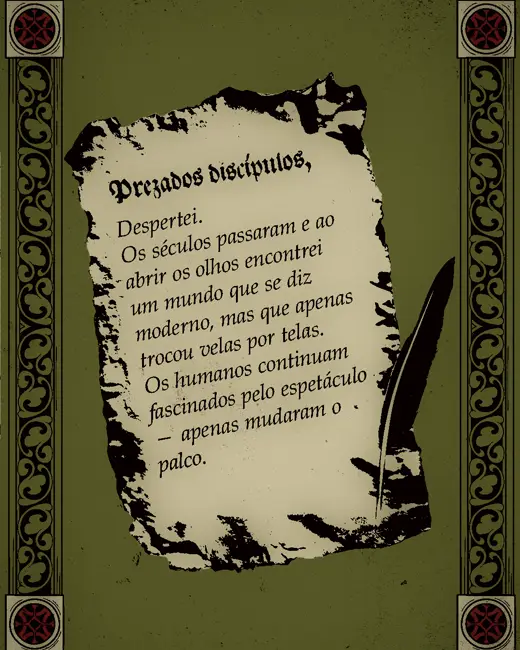 Prezados discípulos,
Despertei.
Os séculos passaram e ao
abrir os olhos encontrei
um mundo que se diz
moderno, mas que apenas
trocou velas por telas.
Os humanos continuam
fascinados pelo espetáculo
— apenas mudaram o .
palco.